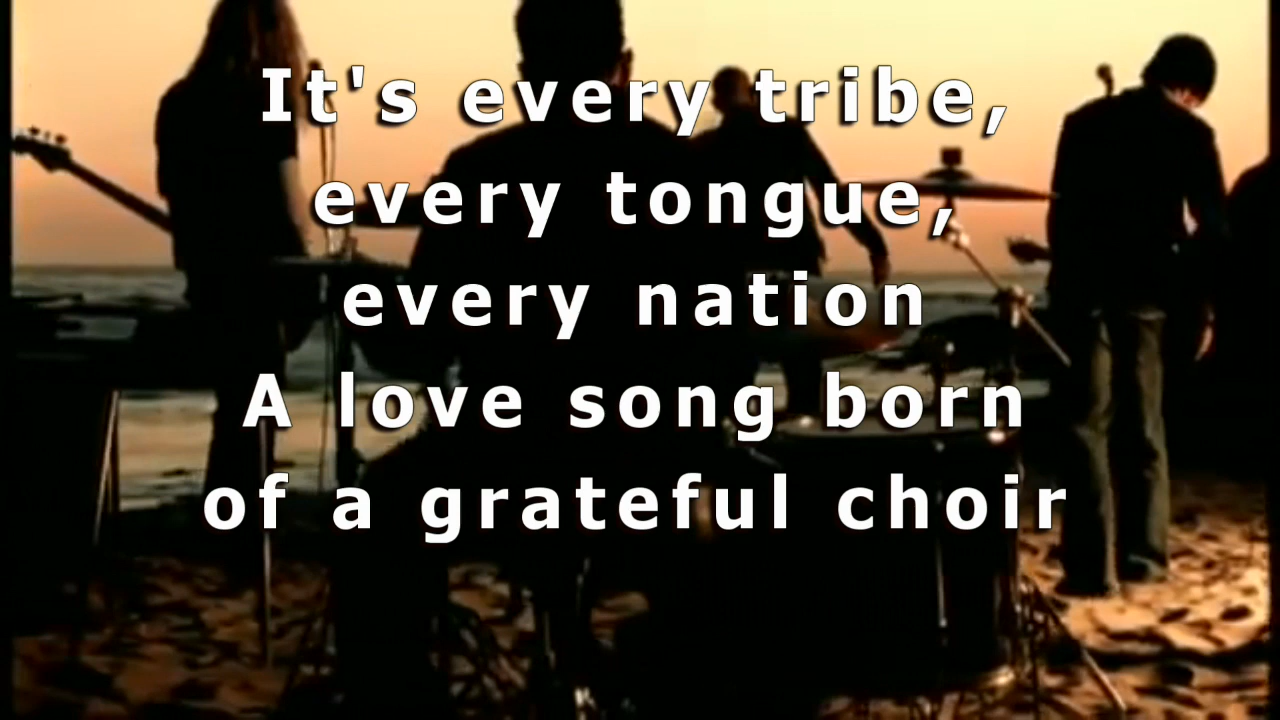 It's every tribe,
every tongue,
every nation
A love song born
of a grateful choir